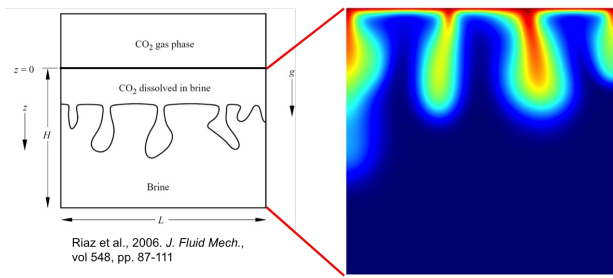 CO₂ gas phase
z = 0
CO₂ dissolved in brine
g
z
H
Brine
L
Riaz et al., 2006. J. Fluid Mech.,
vol 548, pp. 87-111